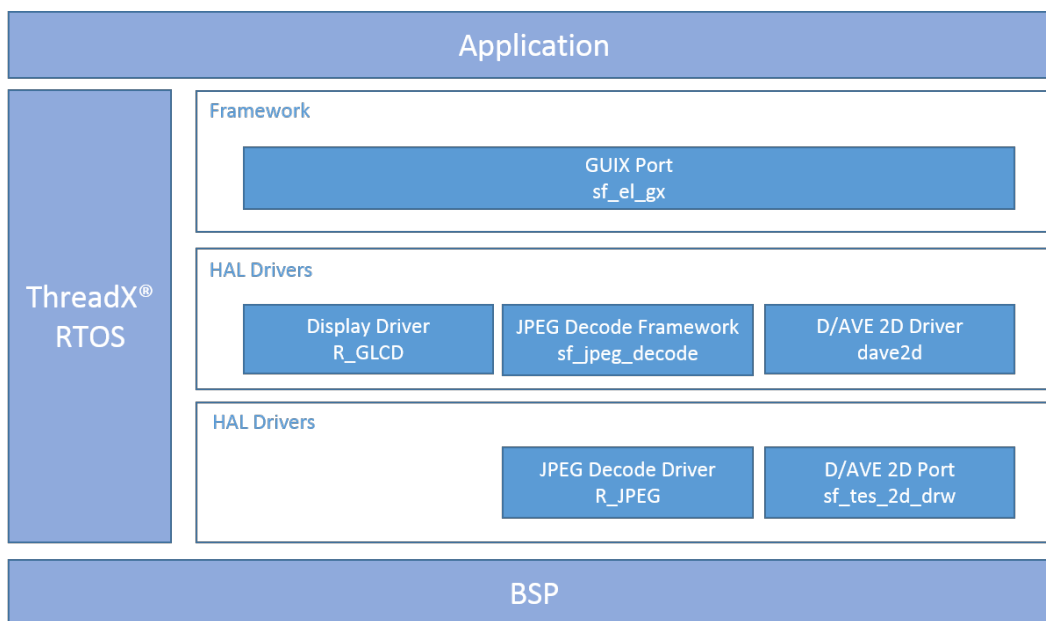 Application
ThreadX®
RTOS
Framework
GUIX Port
sf_el_gx
HAL Drivers
Display Driver
R_GLCD
JPEG Decode Framework
sf_jpeg_decode
D/AVE 2D Driver
dave2d
HAL Drivers
JPEG Decode Driver
R_JPEG
D/AVE 2D Port
sf_tes_2d_drw
BSP